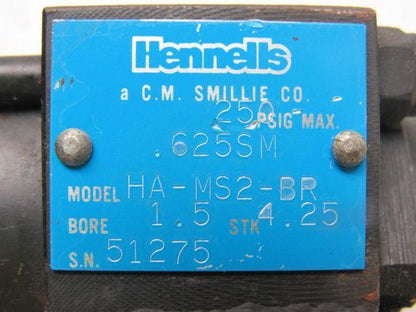 Hennells
a C.M. SMILLIE CO.
250 PSIG MAX.
.625SM
MODEL HA-MS2-BR
BORE 1.5 STK 4.25
S.N. 51275